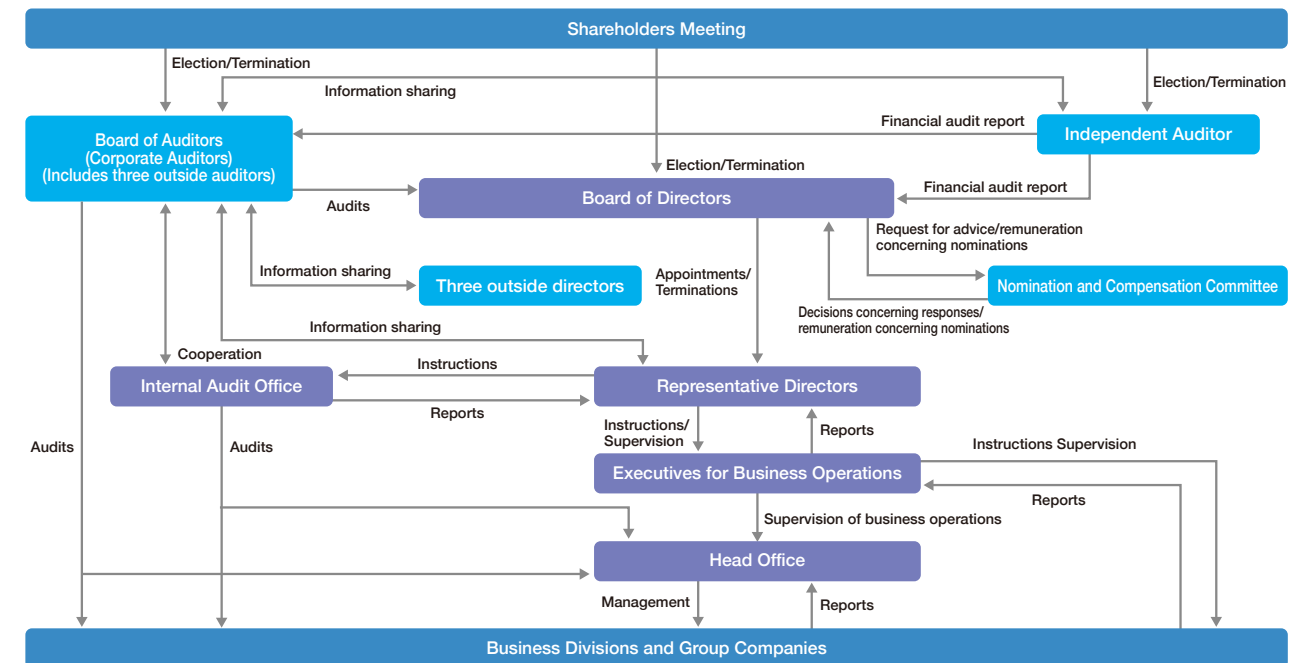 Shareholders Meeting
Election/Termination
Information sharing
Election/Termination
Financial audit report
Independent Auditor
Board of Auditors
(Corporate Auditors)
(Includes three outside auditors)
Election/Termination
Audits
Board of Directors
Financial audit report
Request for advice/remuneration
concerning nominations
Information sharing
Three outside directors
Appointments/
Terminations
Nomination and Compensation Committee
Decisions concerning responses/
remuneration concerning nominations
Information sharing
Cooperation
Instructions
Internal Audit Office
Representative Directors
Reports
Instructions/
Supervision
Reports
Audits
Audits
Instructions Supervision
Executives for Business Operations
Reports
Supervision of business operations
Head Office
Management
Reports
Business Divisions and Group Companies